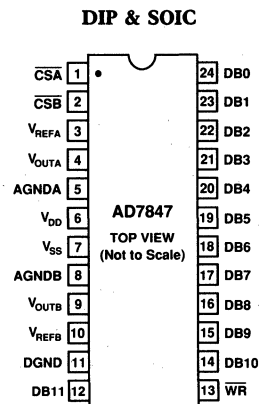 DIP & SOIC
CSA 1 24 DB0
CSB 2 23 DB1
VREFA 3 22 DB2
VOUTA 4 21 DB3
AGNDA 5 20 DB4
VDD 6 AD7847 19 DB5
VSS 7 TOP VIEW 18 DB6
(Not to Scale)
AGNDB 8 17 DB7
VOUTB 9 16 DB8
VREFB 10 15 DB9
DGND 11 14 DB10
DB11 12 13 WR